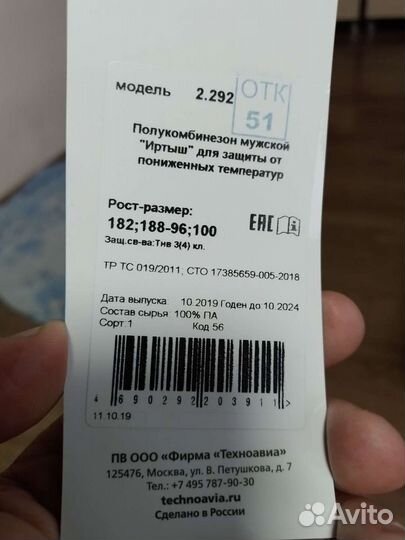 модель 2.292 ОТК
51
Полукомбинезон мужской
"Иртыш" для защиты от
пониженных температур
Рост-размер:
182;188-96;100
Защ.св-ва:Тнв 3(4) кл.
EAC
ТР ТС 019/2011, СТО 17385659-005-2018
Дата выпуска: 10.2019 Годен до:10.2024
Состав сырья: 100% ПА
Сорт:1 Код 56
4 690292 203911 >
11.10.19
ПВ ООО «Фирма «Техноавиа»
125476, Москва, ул. В. Петушкова, д. 7
Тел.: +7 495 787-90-30
technoavia.ru
Сделано в России
Avito